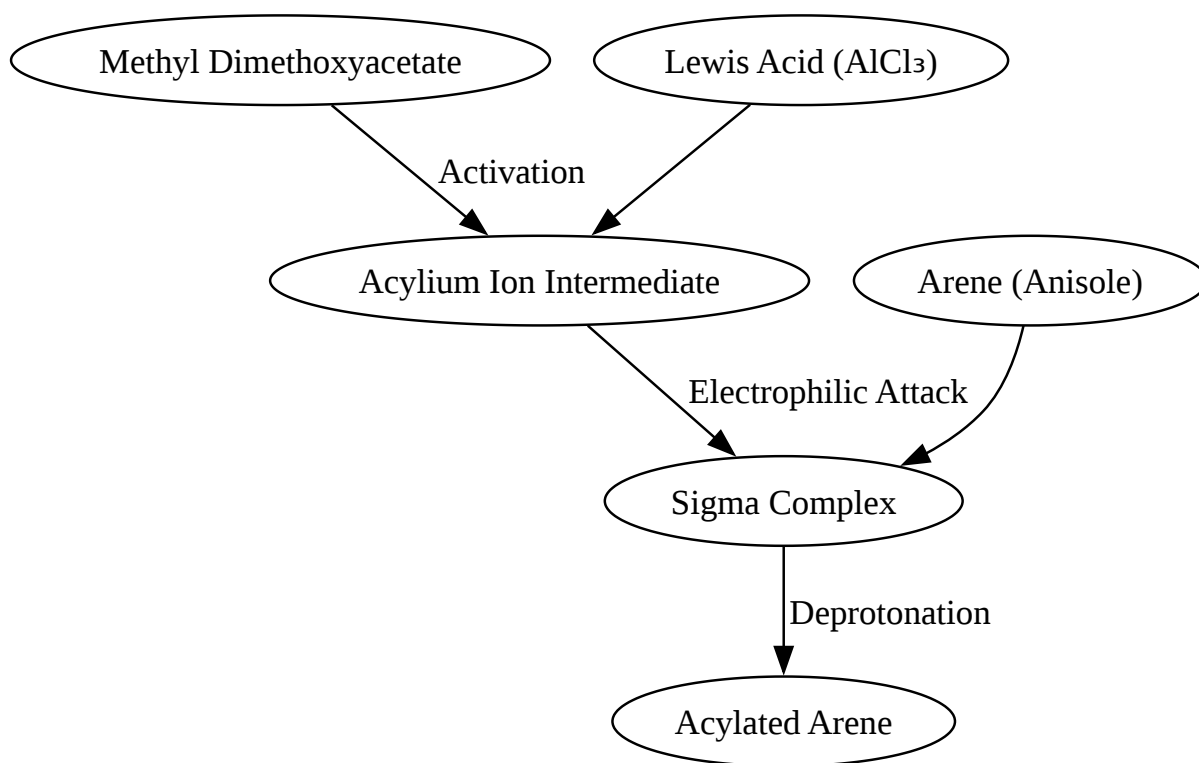 Methyl Dimethoxyacetate
Lewis Acid (AlCl₃)
Activation
Acylium Ion Intermediate
Arene (Anisole)
Electrophilic Attack
Sigma Complex
Deprotonation
Acylated Arene